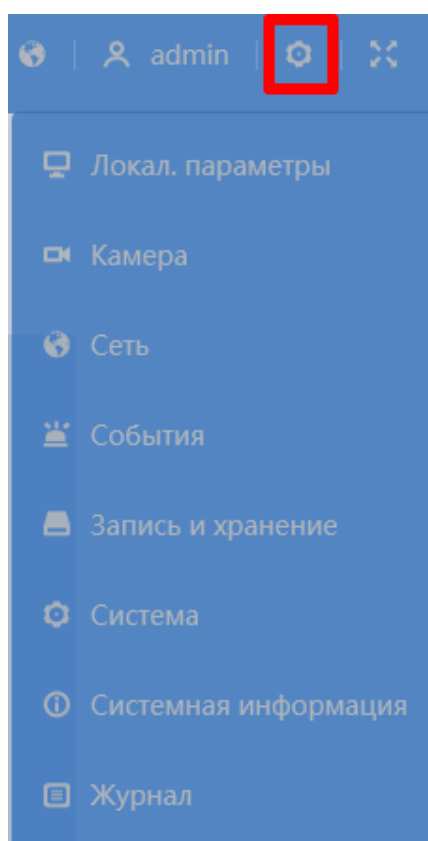 admin
Локал. параметры
Камера
Сеть
События
Запись и хранение
Система
Системная информация
Журнал